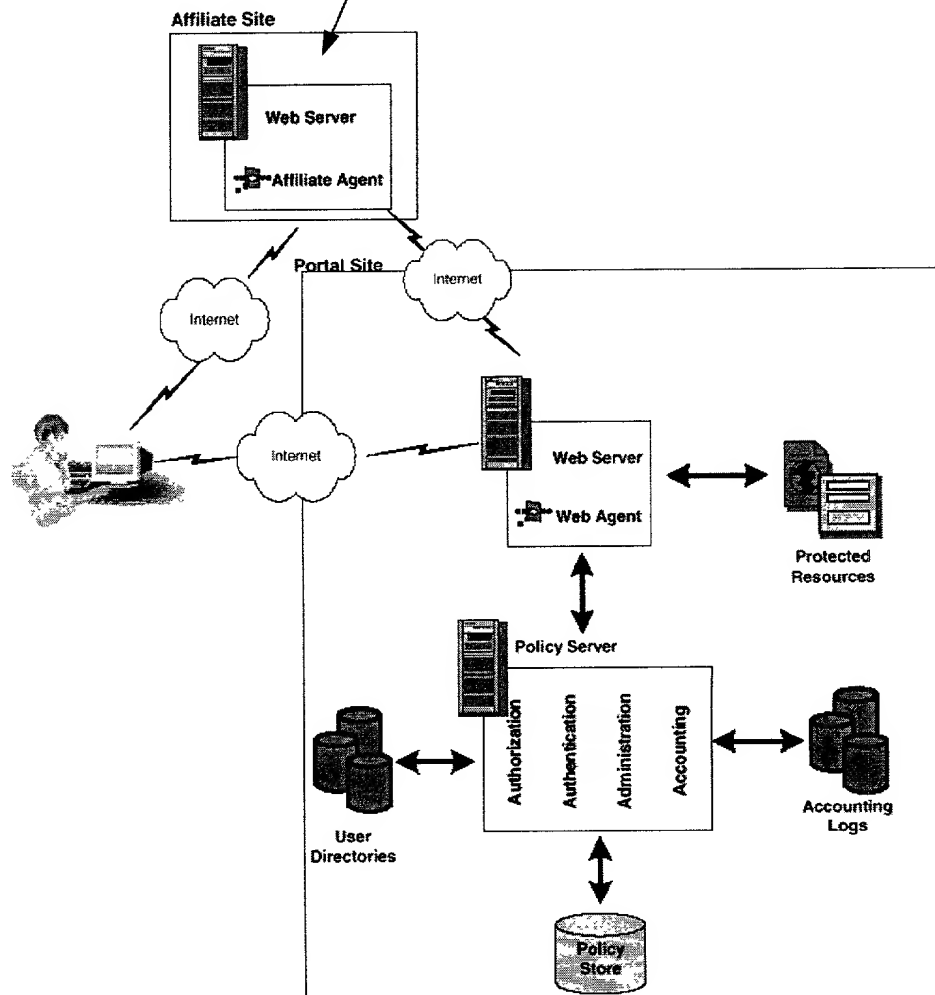 Affiliate Site
Web Server
Affiliate Agent
Portal Site
Internet
Internet
Internet
Web Server
Web Agent
Protected
Resources
Policy Server
Authorization
Authentication
Administration
Accounting
User
Directories
Accounting
Logs
Policy
Store